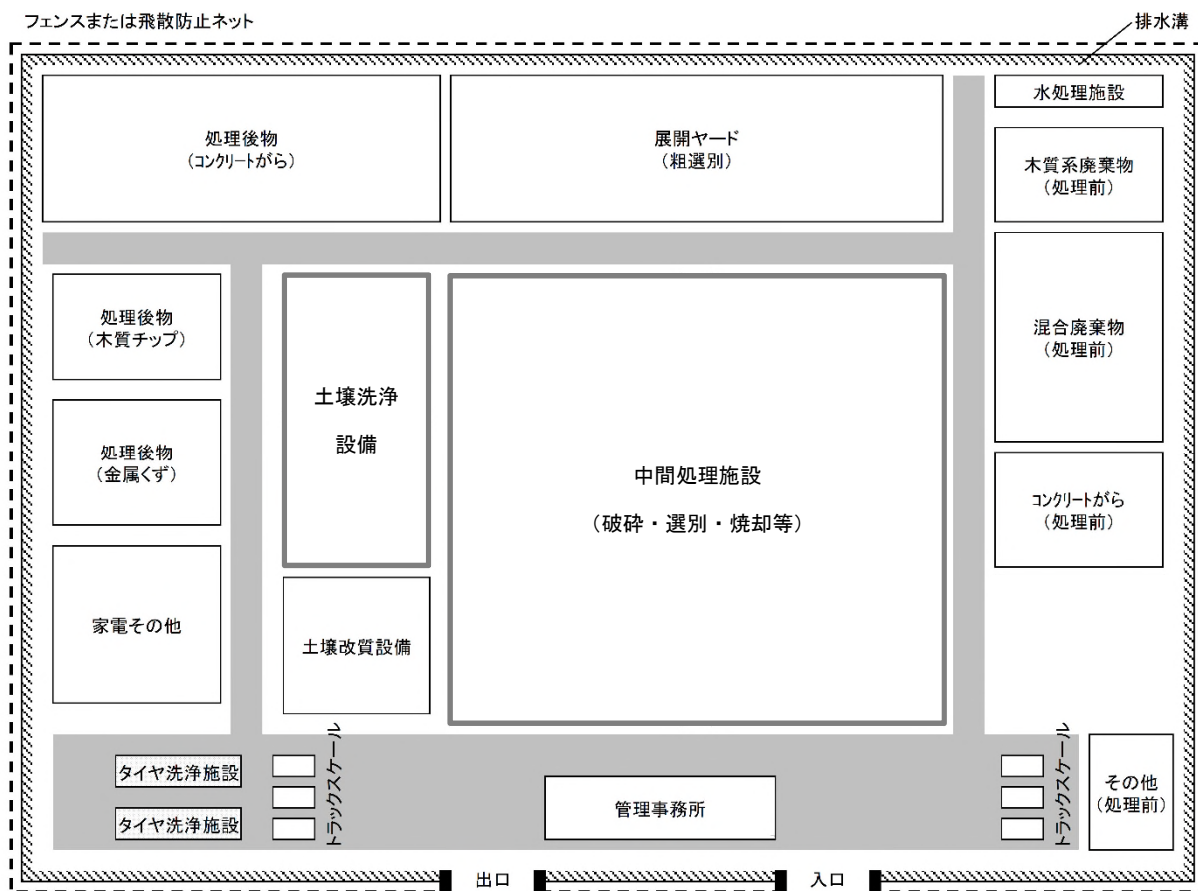 フェンスまたは飛散防止ネット
排水溝
処理後物
(コンクリートがら)
展開ヤード
(粗選別)
水処理施設
木質系廃棄物
(処理前)
処理後物
(木質チップ)
土壌洗浄
設備
混合廃棄物
(処理前)
処理後物
(金属くず)
中間処理施設
(破砕・選別・焼却等)
コンクリートがら
(処理前)
家電その他
土壌改質設備
タイヤ洗浄施設
タイヤ洗浄施設
トラックスケール
管理事務所
トラックスケール
その他
(処理前)
出口
入口